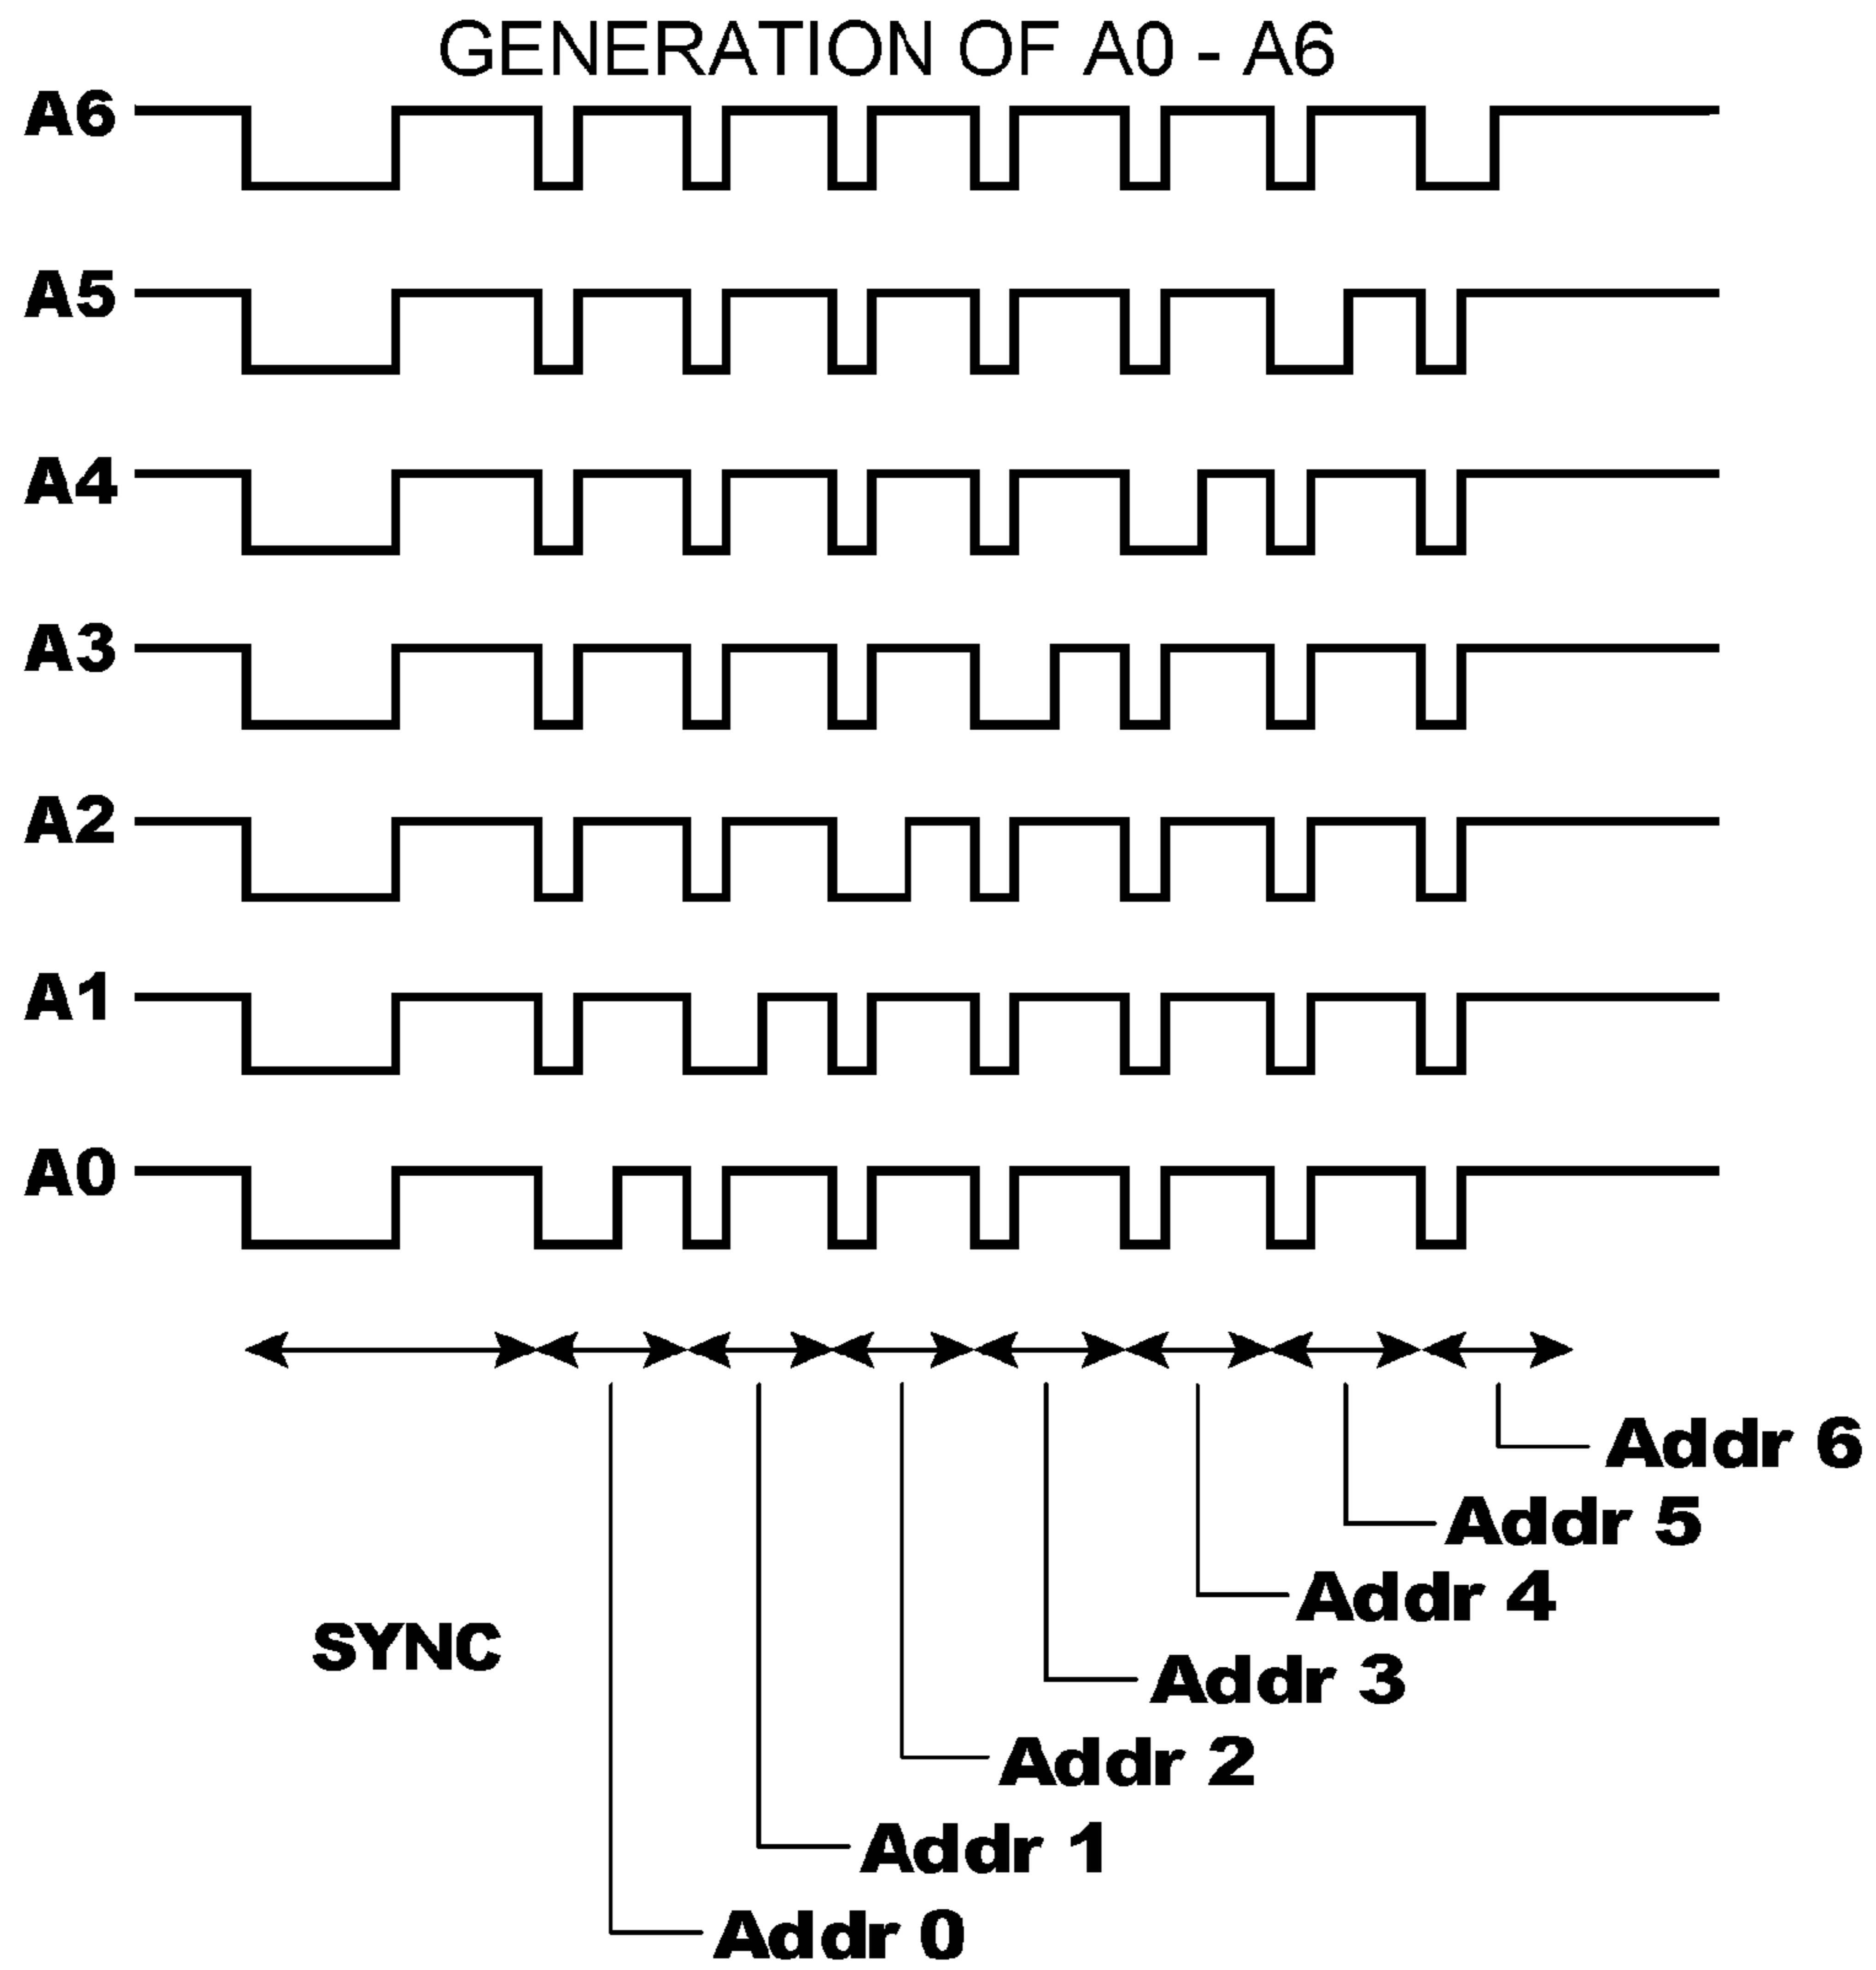 GENERATION OF A0 - A6
A6
A5
A4
A3
A2
A1
A0
Addr 6
Addr 5
Addr 4
SYNC
Addr 3
Addr 2
Addr 1
Addr 0